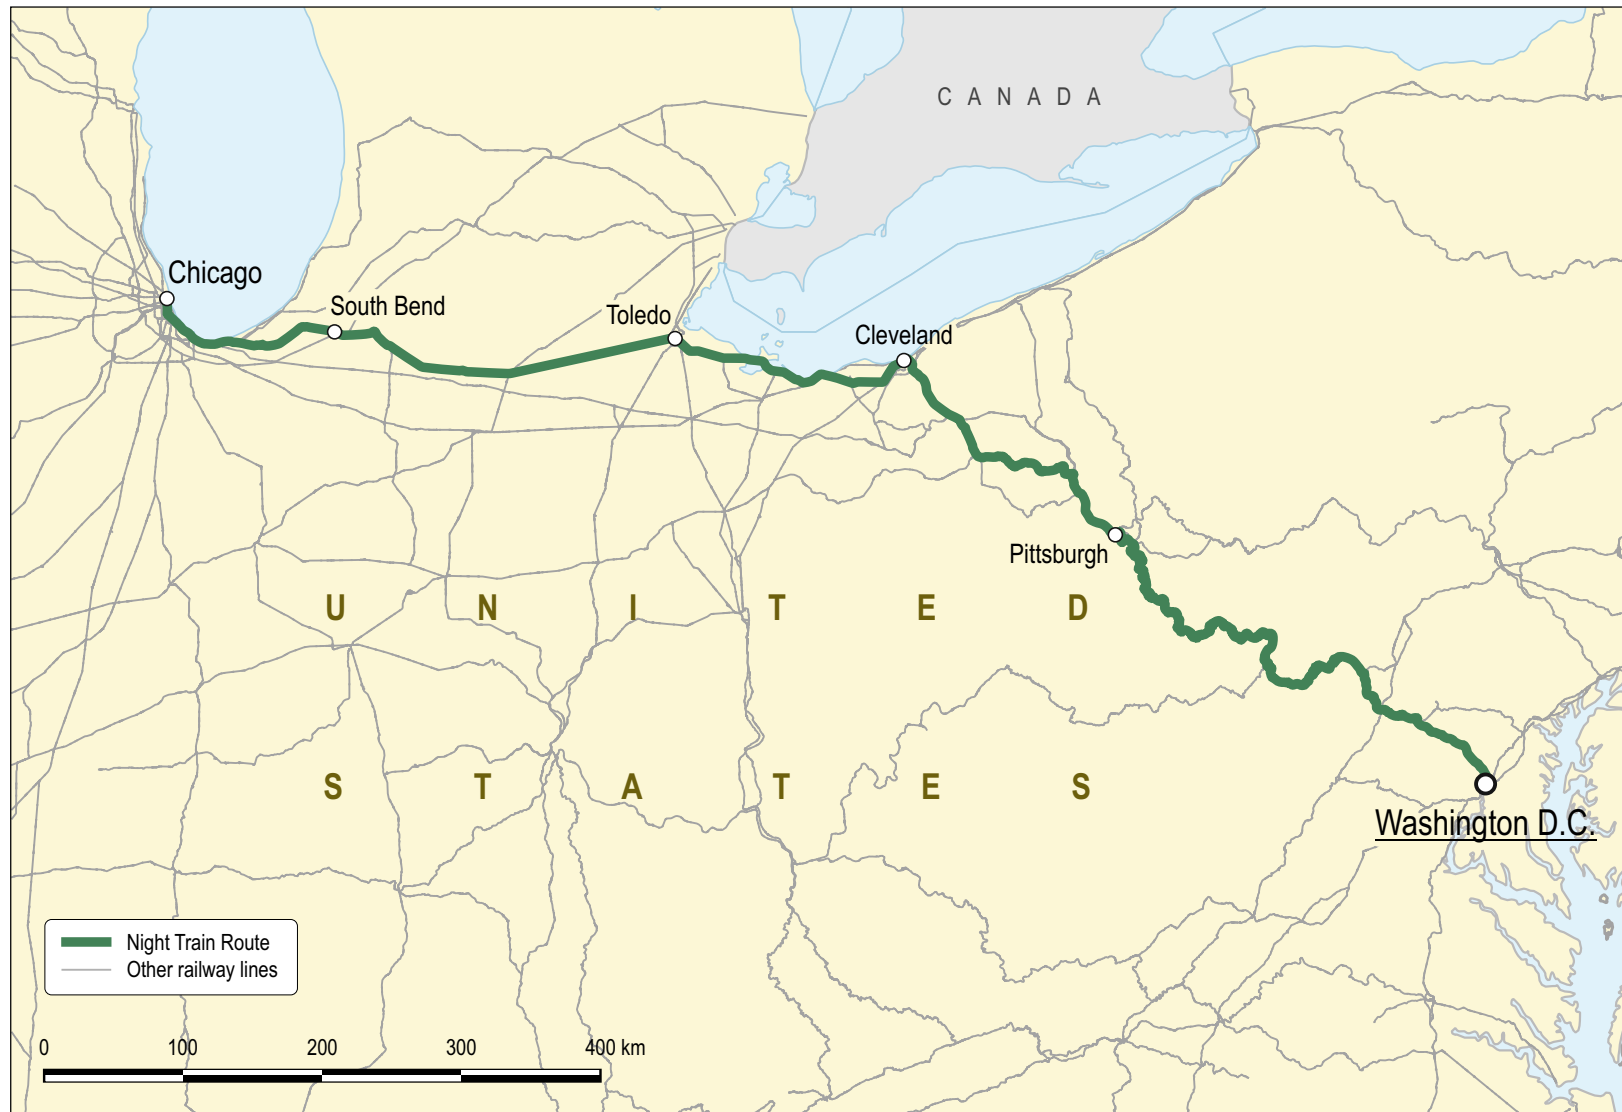 CANADA
Chicago
South Bend
Toledo
Cleveland
Pittsburgh
UNITED
STATES
Washington D.C.
Night Train Route
Other railway lines
0 100 200 300 400 km